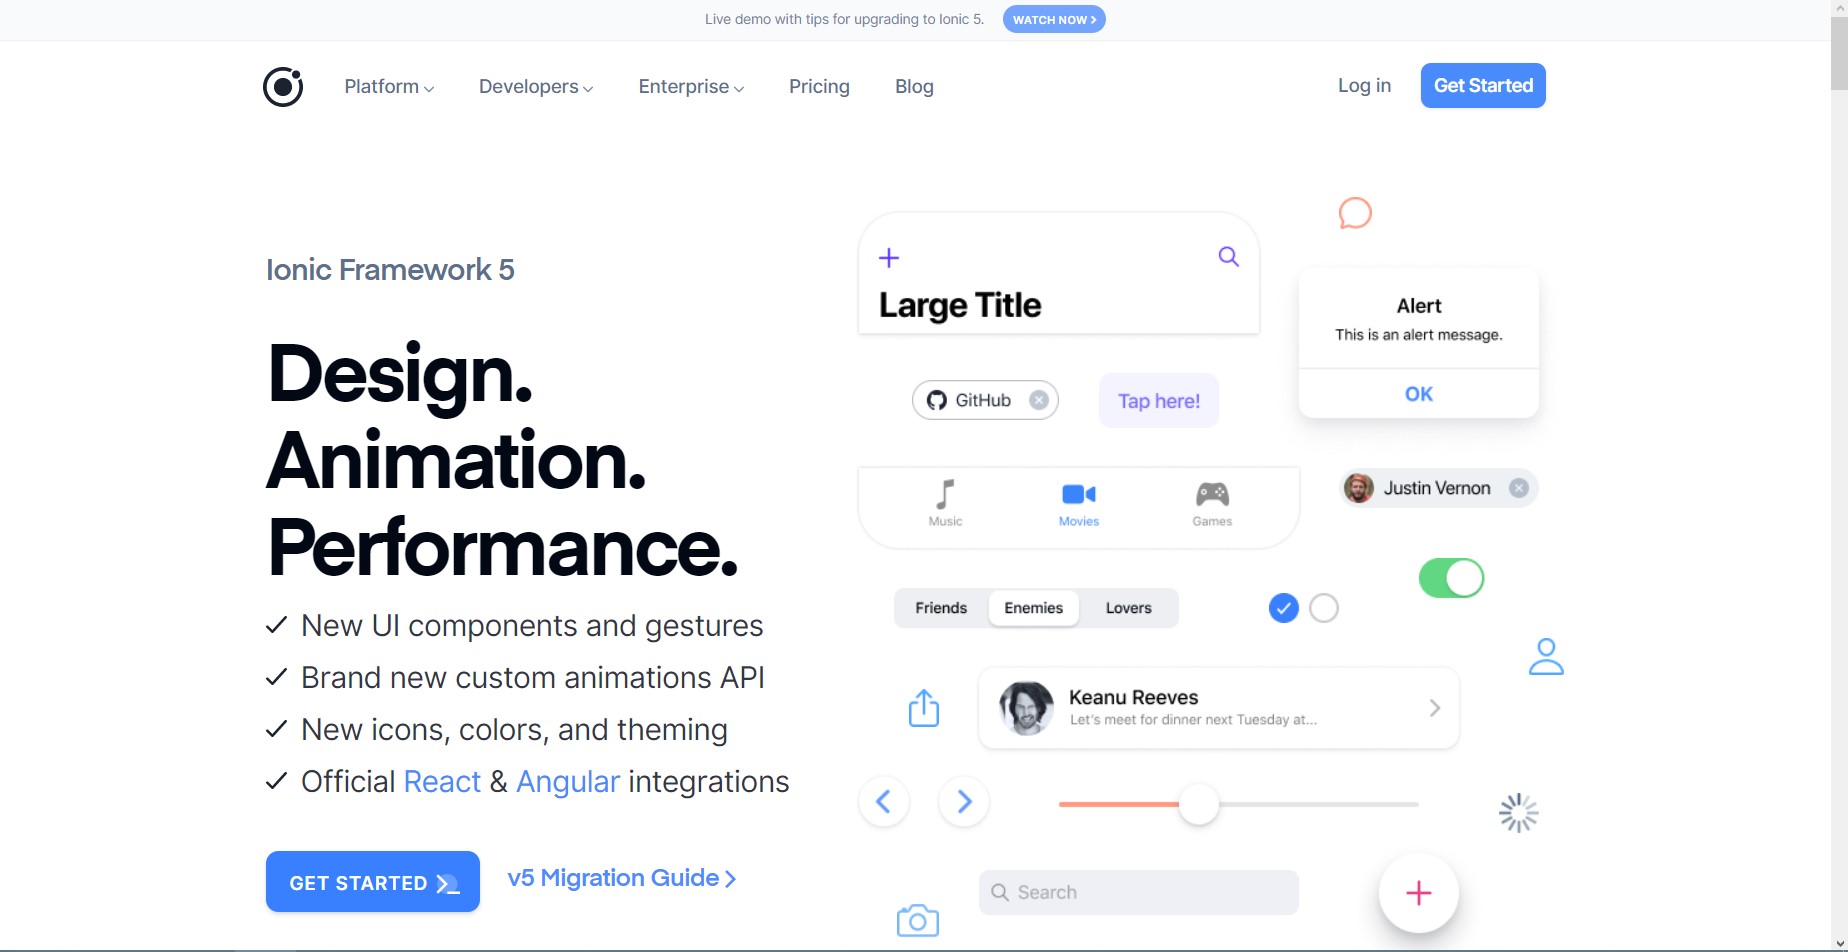 Live demo with tips for upgrading to Ionic 5. WATCH NOW
Platform Developers Enterprise Pricing Blog Log in Get Started
Ionic Framework 5
Design.
Animation.
Performance.
New UI components and gestures
Brand new custom animations API
New icons, colors, and theming
Official React & Angular integrations
GET STARTED v5 Migration Guide
Large Title
Alert
This is an alert message.
OK
GitHub Tap here!
Music Movies Games
Justin Vernon
Friends Enemies Lovers
Keanu Reeves
Let's meet for dinner next Tuesday at...
Search